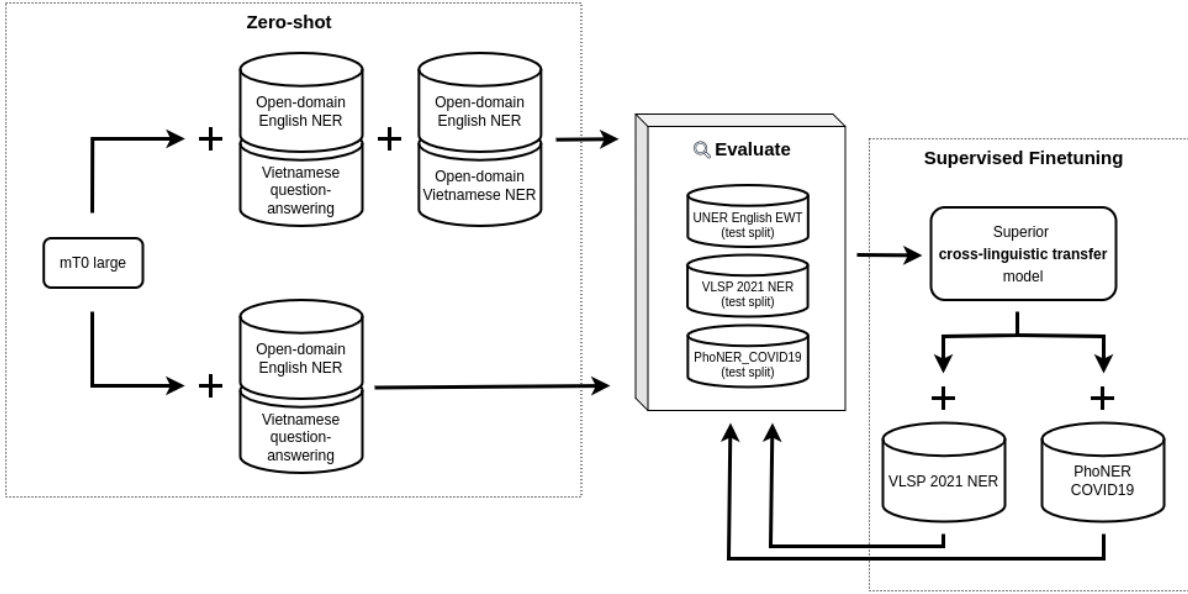 Zero-shot
Open-domain
English NER
Vietnamese
question-
answering
+
+
Open-domain
English NER
Open-domain
Vietnamese NER
mT0 large
+
Open-domain
English NER
Vietnamese
question-
answering
Evaluate
UNER English EWT
(test split)
VLSP 2021 NER
(test split)
PhoNER_COVID19
(test split)
Supervised Finetuning
Superior
cross-linguistic transfer
model
+
+
VLSP 2021 NER
PhoNER
COVID19